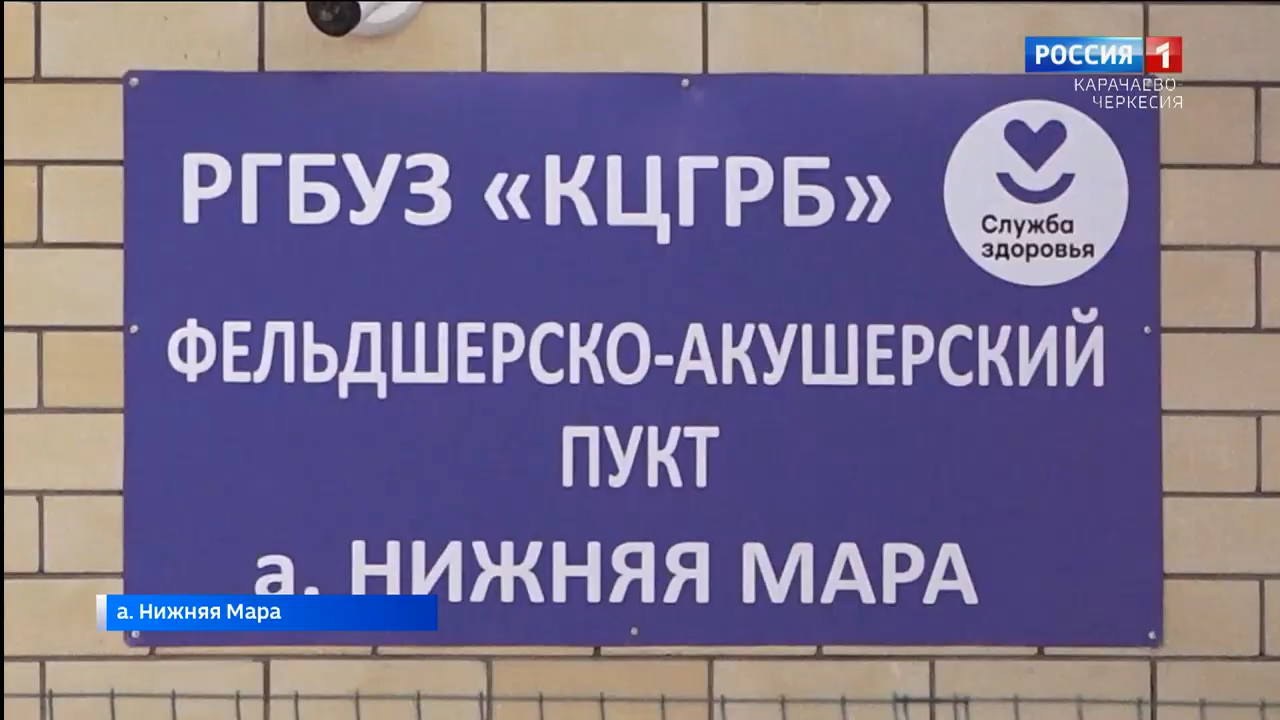 РОССИЯ 1
КАРАЧАЕВО-
ЧЕРКЕСИЯ
РГБУЗ «КЦГРБ»
Служба
здоровья
ФЕЛЬДШЕРСКО-АКУШЕРСКИЙ
ПУКТ
а. НИЖНЯЯ МАРА
а. Нижняя Мара